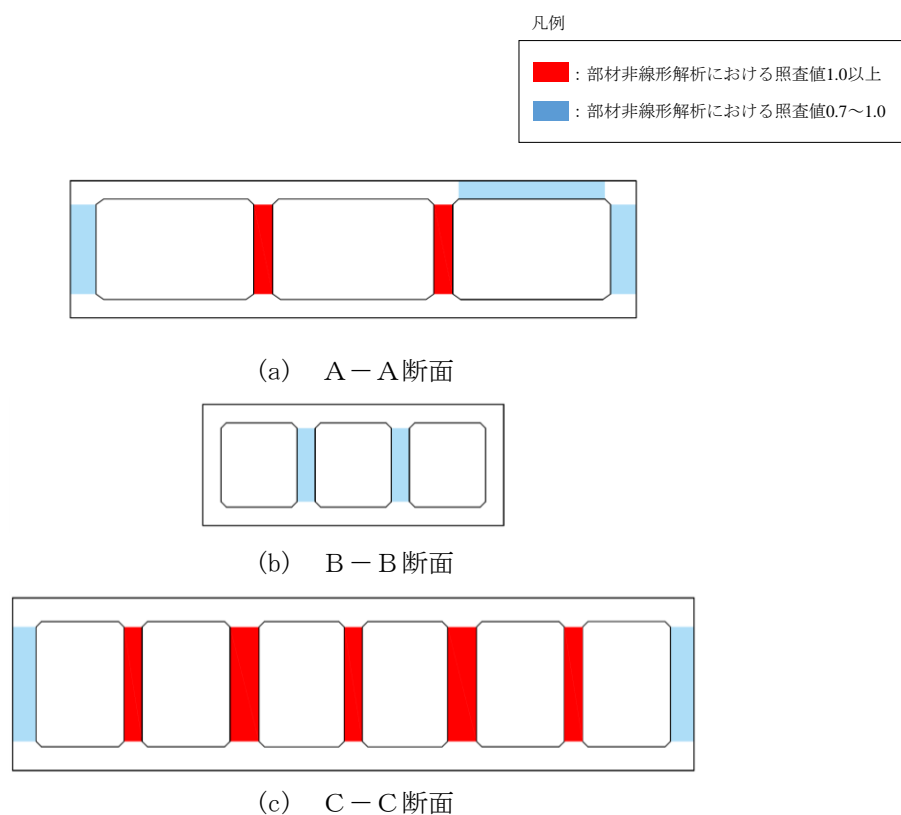 凡例
：部材非線形解析における照査値1.0以上
：部材非線形解析における照査値0.7～1.0
(a)　A－A断面
(b)　B－B断面
(c)　C－C断面